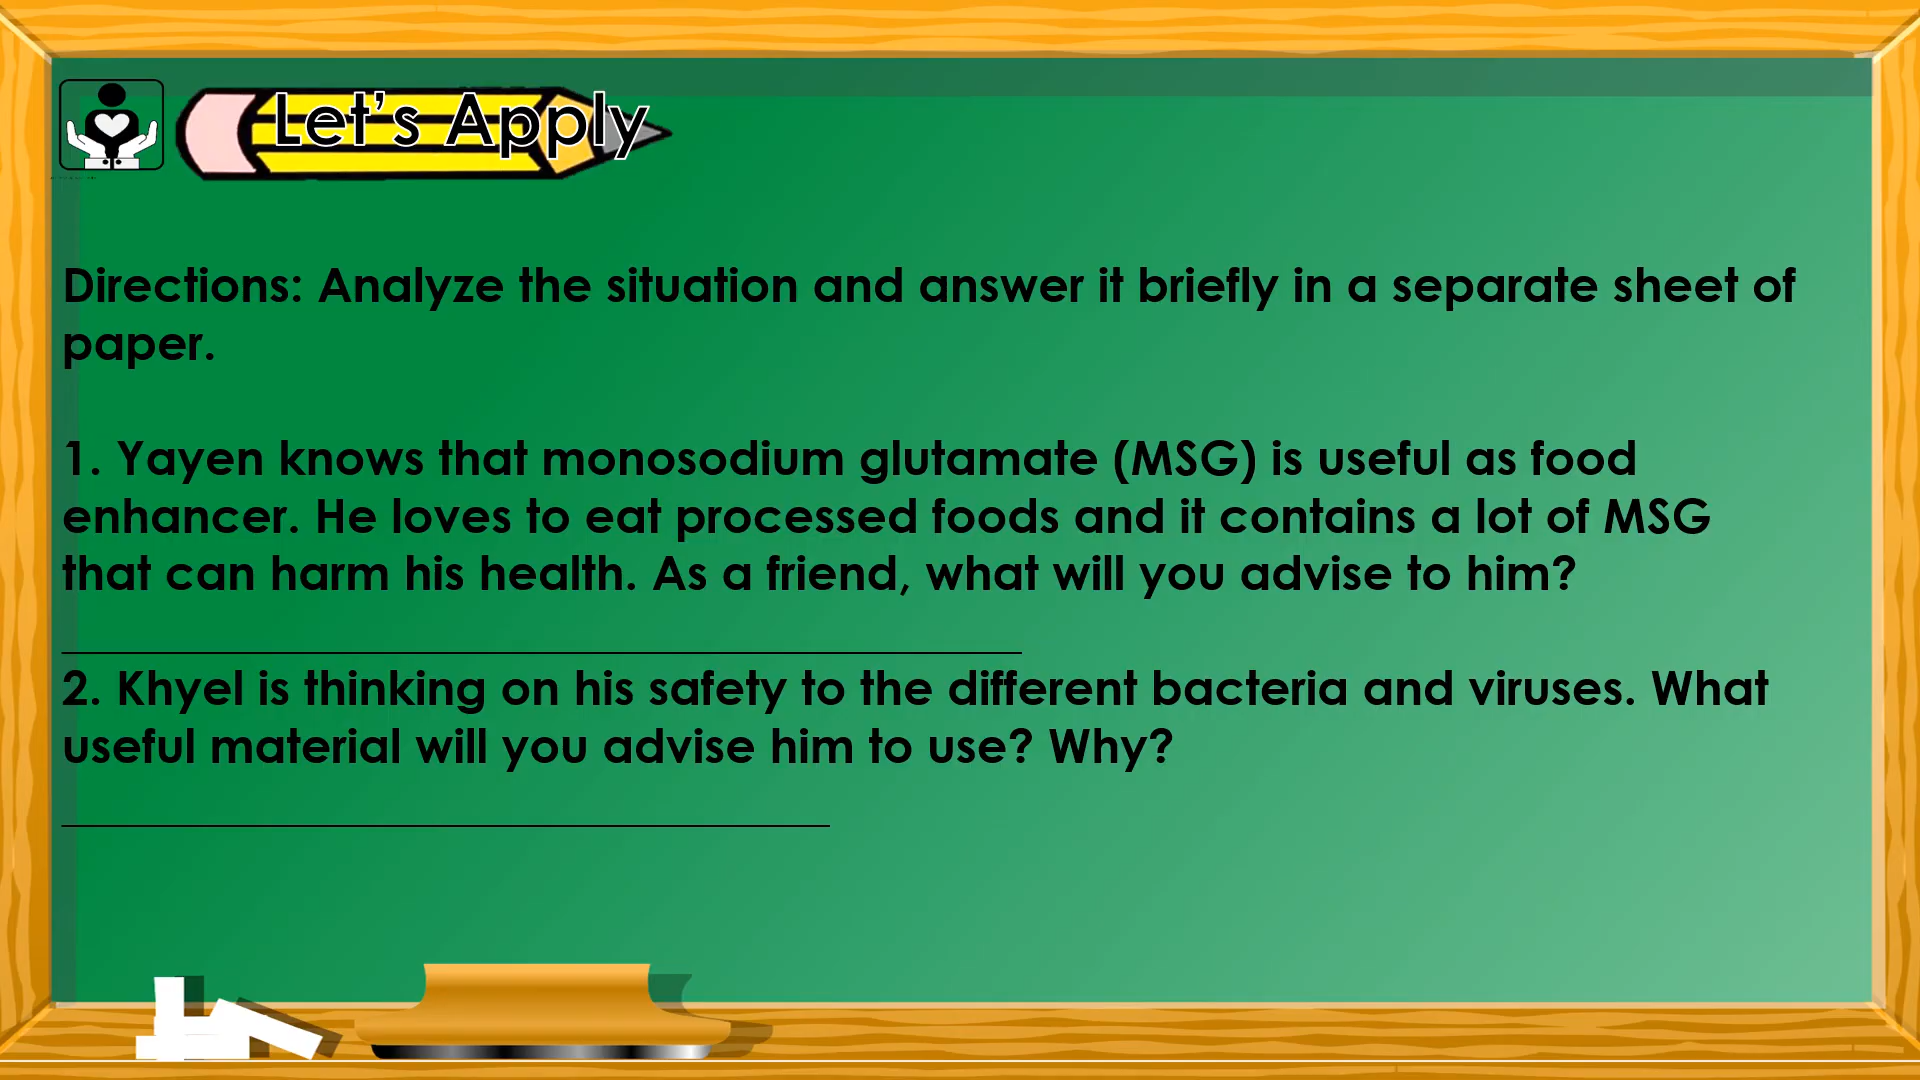 Let’s Apply
Directions: Analyze the situation and answer it briefly in a separate sheet of
paper.
1. Yayen knows that monosodium glutamate (MSG) is useful as food
enhancer. He loves to eat processed foods and it contains a lot of MSG
that can harm his health. As a friend, what will you advise to him?
2. Khyel is thinking on his safety to the different bacteria and viruses. What
useful material will you advise him to use? Why?